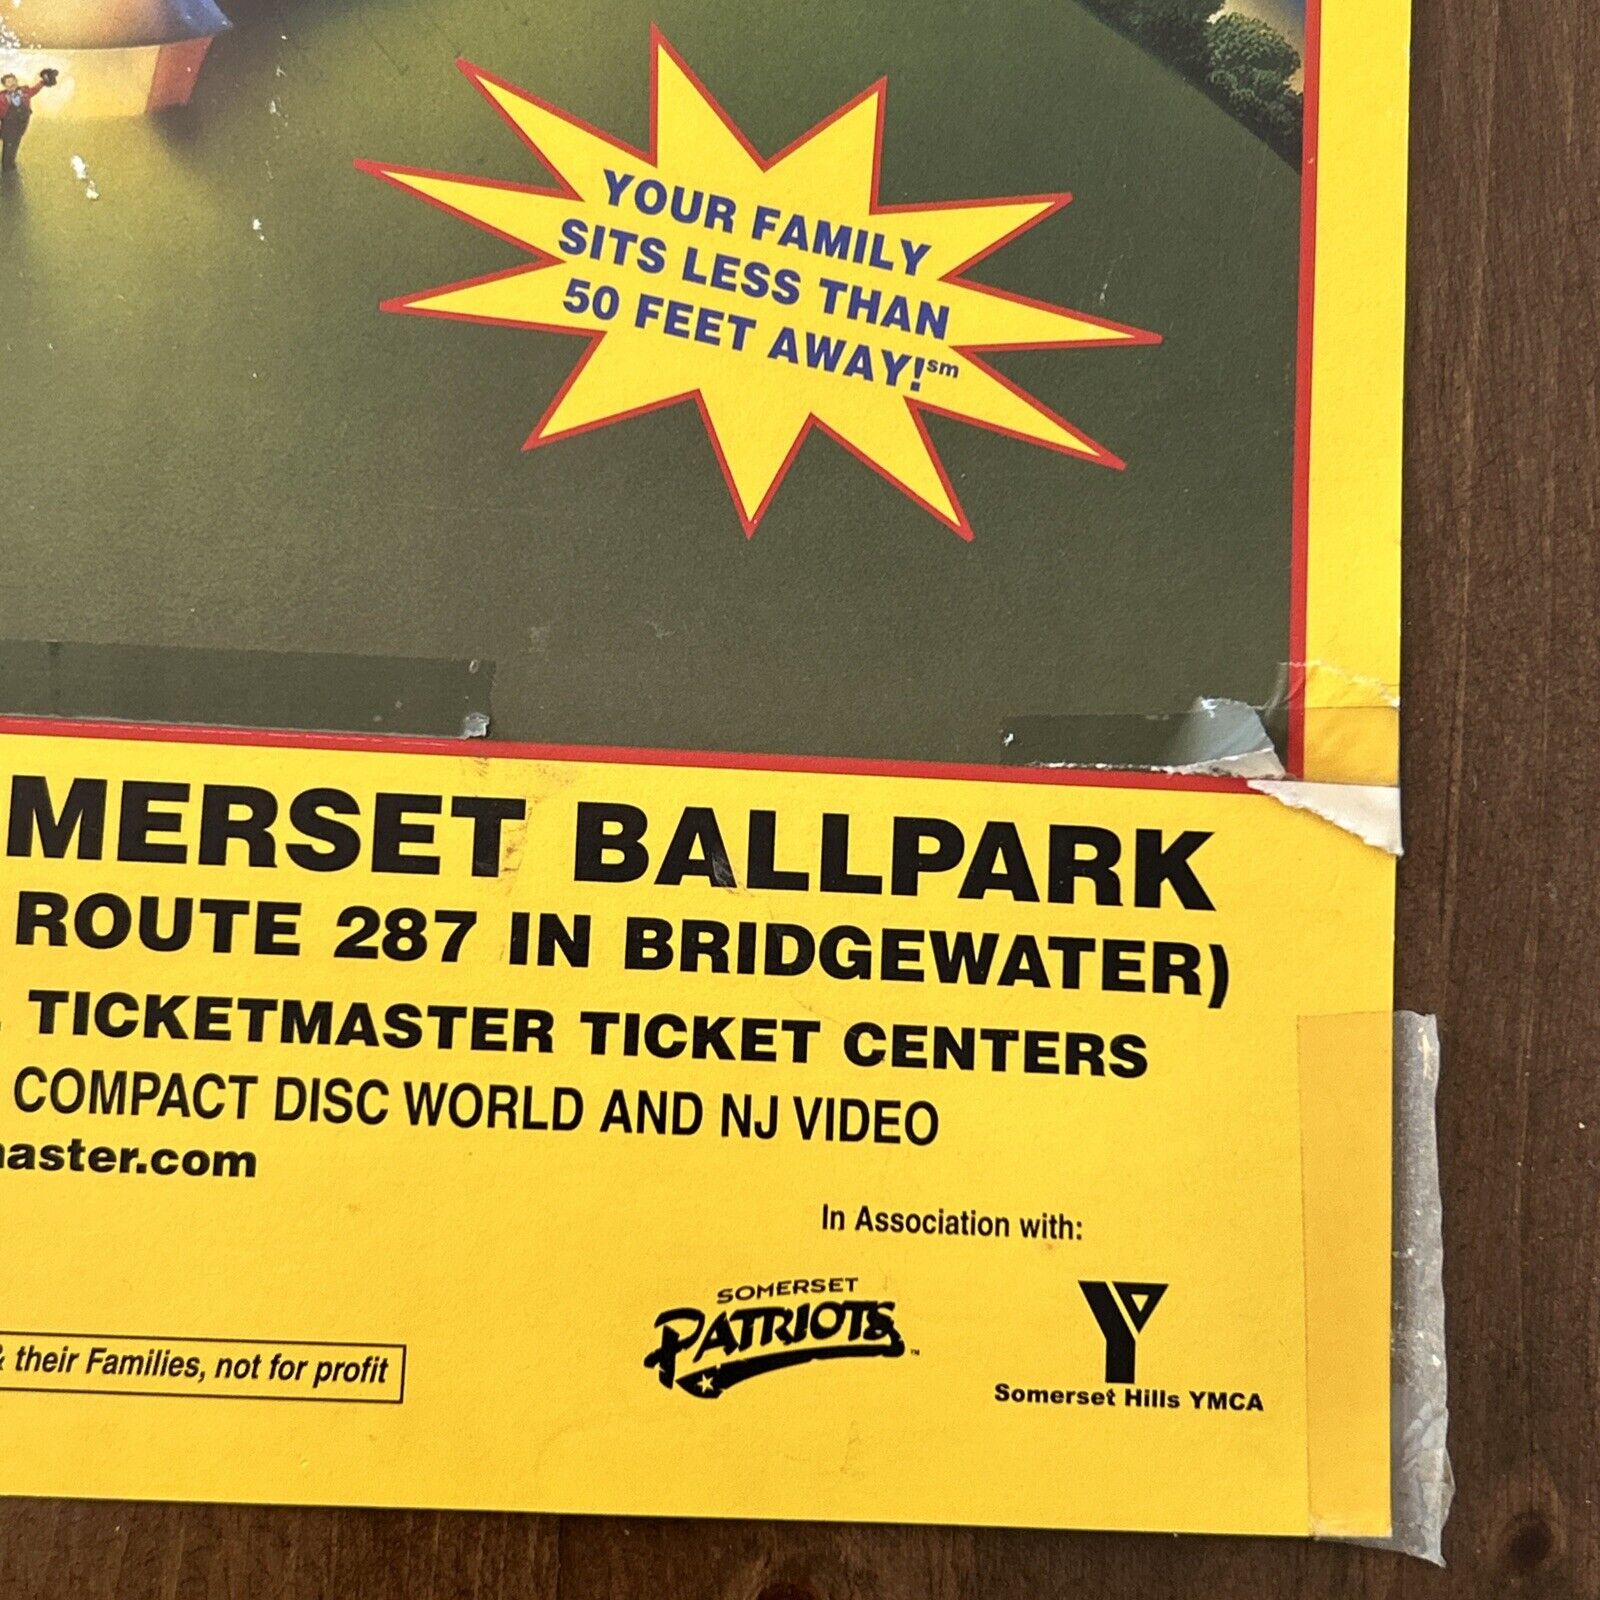 YOUR FAMILY
SITS LESS THAN
50 FEET AWAY!sm
MERSET BALLPARK
ROUTE 287 IN BRIDGEWATER)
TICKETMASTER TICKET CENTERS
COMPACT DISC WORLD AND NJ VIDEO
aster.com
In Association with:
SOMERSET
PATRIOTS™
Somerset Hills YMCA
& their Families, not for profit